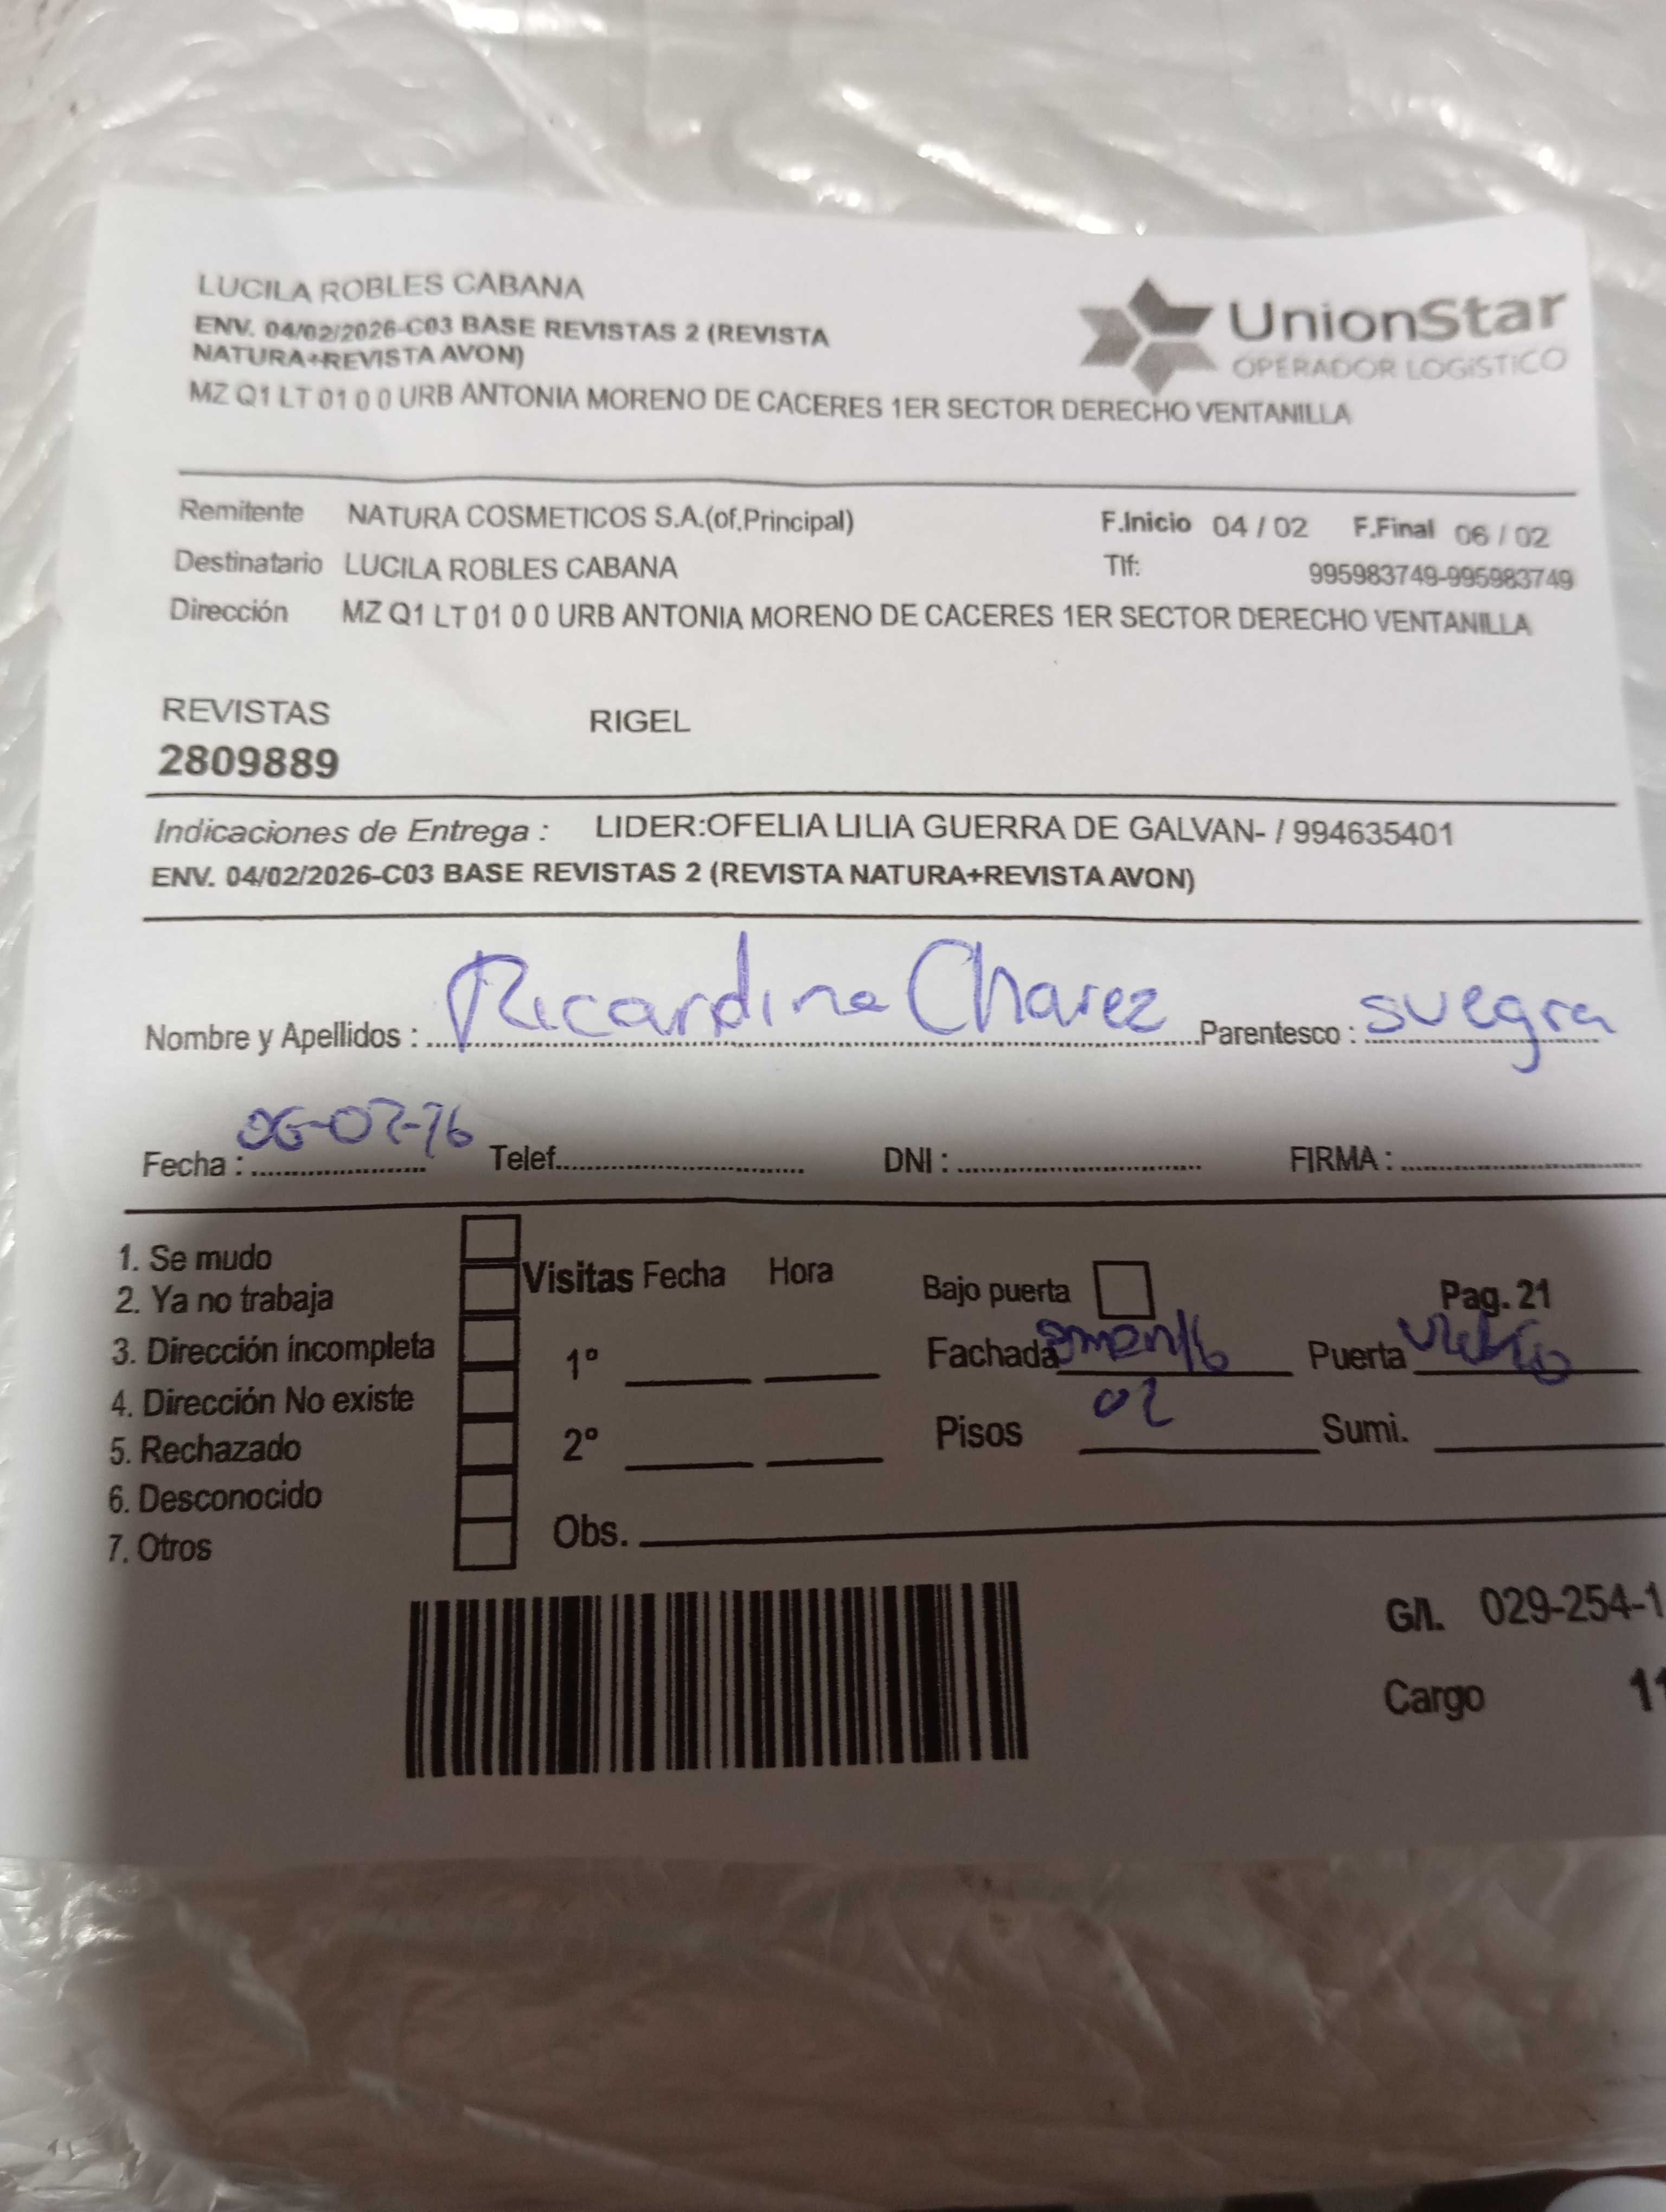 LUCILA ROBLES CABANA
ENV. 04/02/2026-C03 BASE REVISTAS 2 (REVISTA
NATURA+REVISTA AVON)
MZ Q1 LT 01 0 0 URB ANTONIA MORENO DE CACERES 1ER SECTOR DERECHO VENTANILLA
UnionStar
OPERADOR LOGISTICO
Remitente NATURA COSMETICOS S.A.(of.Principal) F.Inicio 04 / 02 F.Final 06 / 02
Destinatario LUCILA ROBLES CABANA Tlf: 995983749-995983749
Dirección MZ Q1 LT 01 0 0 URB ANTONIA MORENO DE CACERES 1ER SECTOR DERECHO VENTANILLA
REVISTAS RIGEL
2809889
Indicaciones de Entrega : LIDER:OFELIA LILIA GUERRA DE GALVAN- / 994635401
ENV. 04/02/2026-C03 BASE REVISTAS 2 (REVISTA NATURA+REVISTA AVON)
Nombre y Apellidos : Ricardina Chavez Parentesco : suegra
Fecha : Telef. DNI : FIRMA :
1. Se mudo
2. Ya no trabaja
3. Dirección incompleta
4. Dirección No existe
5. Rechazado
6. Desconocido
7. Otros
Visitas Fecha Hora
1°
2°
Obs.
Bajo puerta Pag. 21
Fachada Puerta
Pisos 02 Sumi.
G/l. 029-254-1
Cargo 11